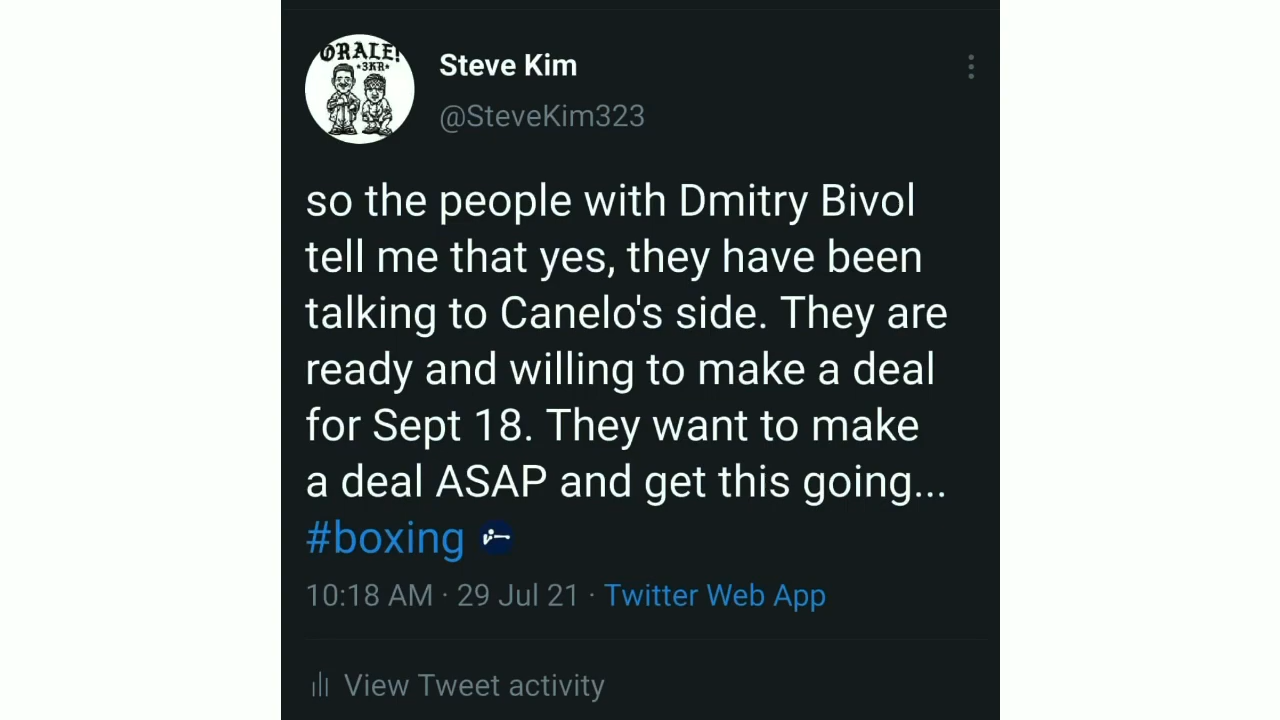 ORALE!
*3KR*
Steve Kim
@SteveKim323
so the people with Dmitry Bivol
tell me that yes, they have been
talking to Canelo's side. They are
ready and willing to make a deal
for Sept 18. They want to make
a deal ASAP and get this going...
#boxing
10:18 AM · 29 Jul 21 · Twitter Web App
View Tweet activity